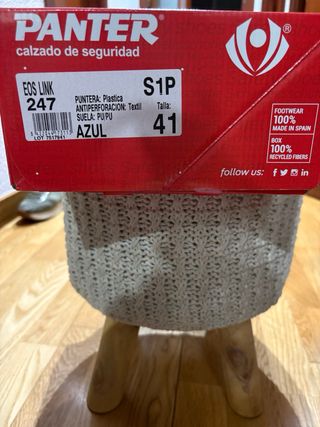 PANTER®
calzado de seguridad
EOS LINK
247
S1P
PUNTERA: Plastica
ANTIPERFORACION: Textil
SUELA: PU/PU
Talla:
AZUL
41
FOOTWEAR
100%
MADE IN SPAIN
BOX
100%
RECYCLED FIBERS
follow us: